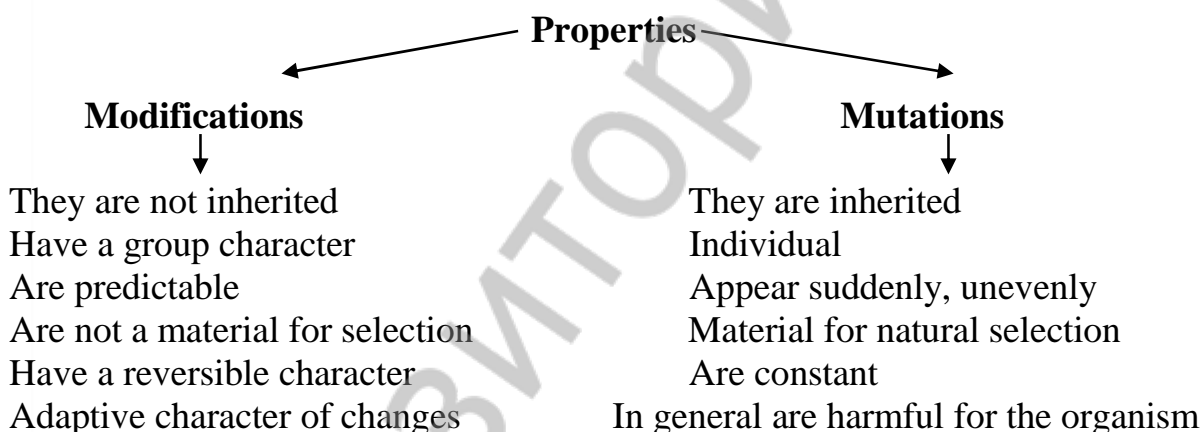 Properties
Modifications Mutations
They are not inherited They are inherited
Have a group character Individual
Are predictable Appear suddenly, unevenly
Are not a material for selection Material for natural selection
Have a reversible character Are constant
Adaptive character of changes In general are harmful for the organism